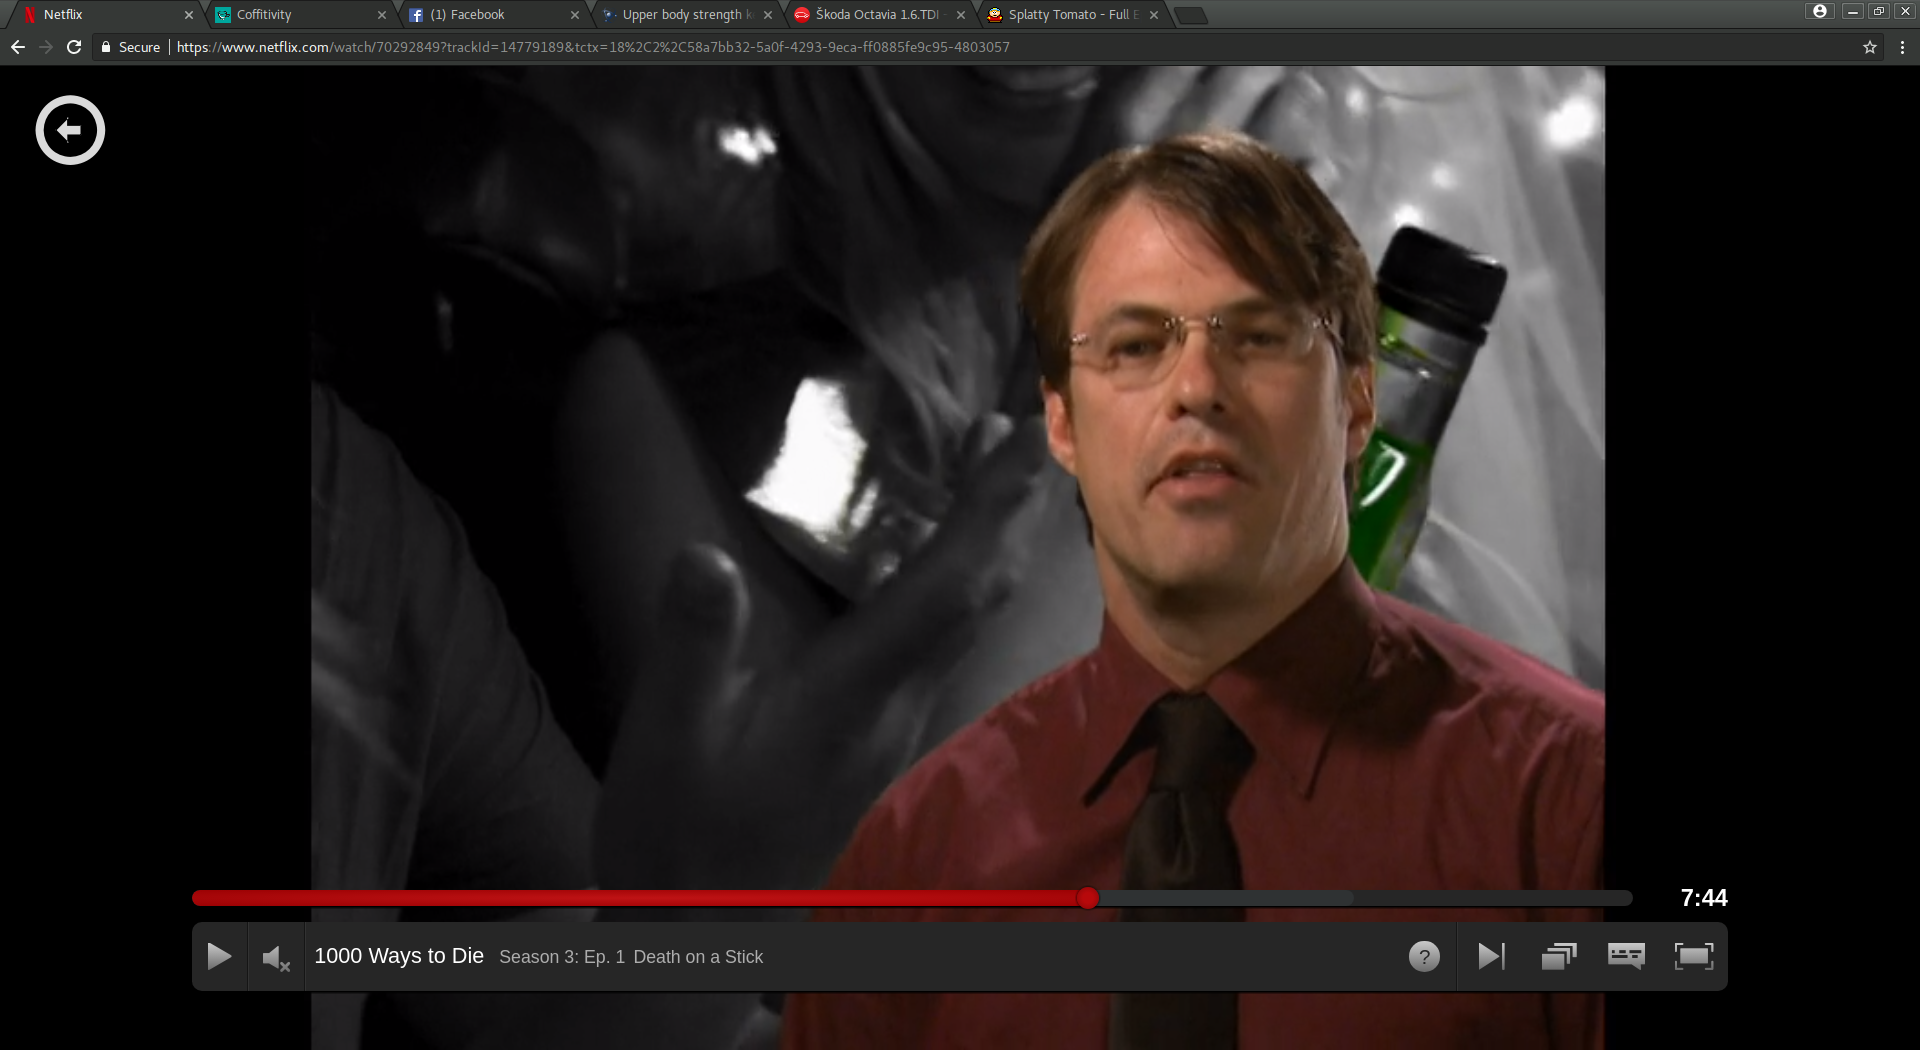 Netflix
Coffitivity
(1) Facebook
Upper body strength k
Škoda Octavia 1.6.TDI
Splatty Tomato - Full E
Secure
https://www.netflix.com/watch/70292849?trackId=14779189&tctx=18%2C2%2C58a7bb32-5a0f-4293-9eca-ff0885fe9c95-4803057
7:44
1000 Ways to Die Season 3: Ep. 1 Death on a Stick
?